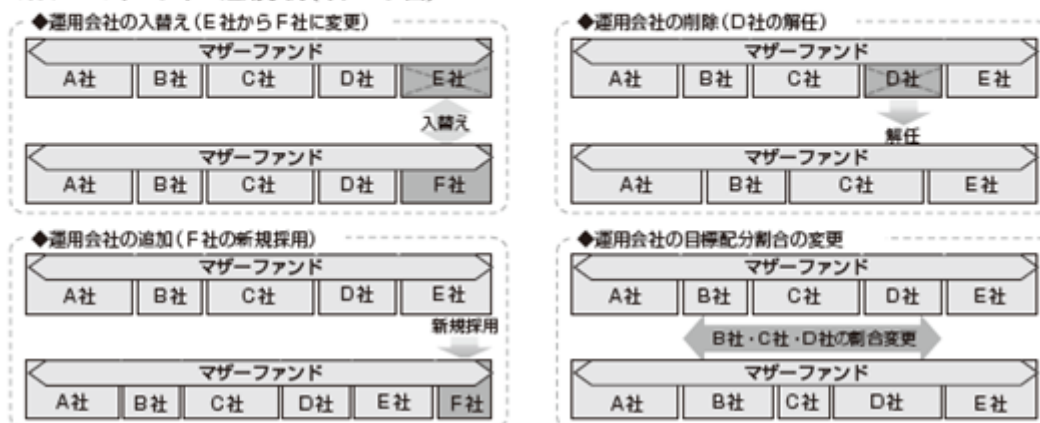 ◆運用会社の入替え(E社からF社に変更)
マザーファンド
A社 B社 C社 D社 E社
入替え
マザーファンド
A社 B社 C社 D社 F社
◆運用会社の削除(D社の解任)
マザーファンド
A社 B社 C社 D社 E社
解任
マザーファンド
A社 B社 C社 E社
◆運用会社の追加(F社の新規採用)
マザーファンド
A社 B社 C社 D社 E社
新規採用
マザーファンド
A社 B社 C社 D社 E社 F社
◆運用会社の目標配分割合の変更
マザーファンド
A社 B社 C社 D社 E社
B社・C社・D社の割合変更
マザーファンド
A社 B社 C社 D社 E社